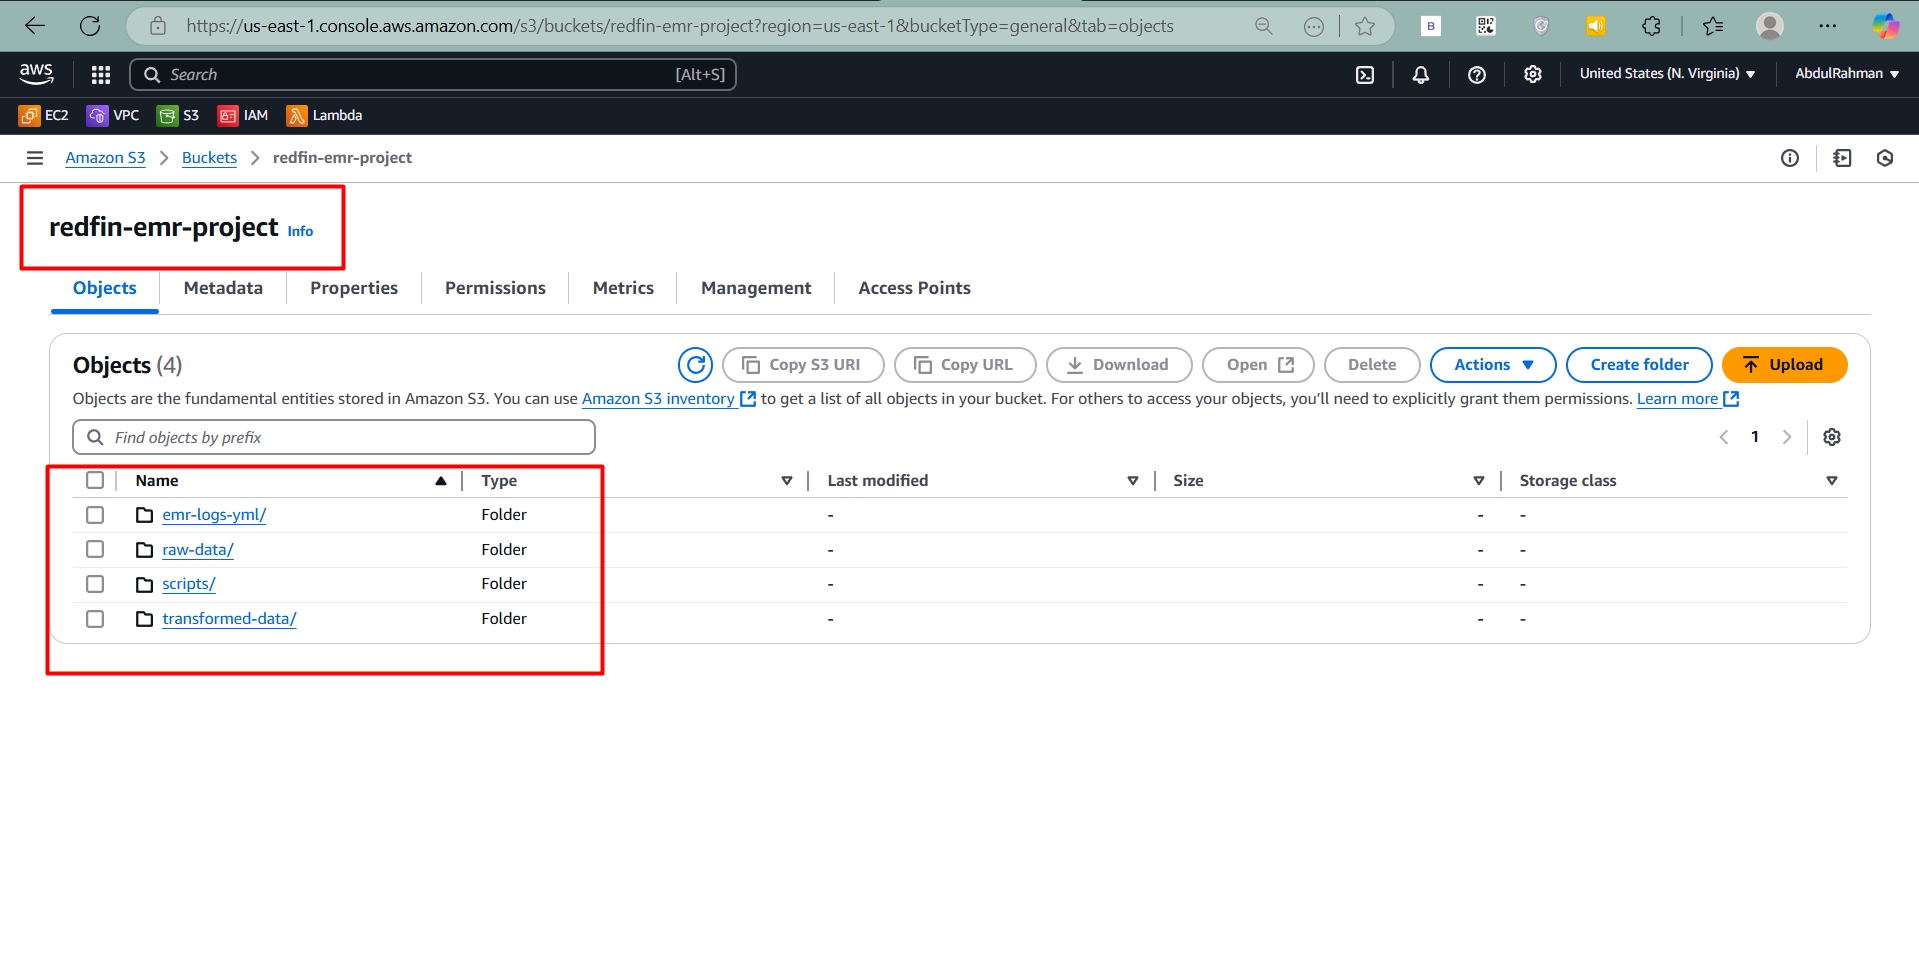 https://us-east-1.console.aws.amazon.com/s3/buckets/redfin-emr-project?region=us-east-1&bucketType=general&tab=objects
B
aws
Search [Alt+S]
United States (N. Virginia)
AbdulRahman
EC2 VPC S3 IAM Lambda
Amazon S3 Buckets redfin-emr-project
redfin-emr-project Info
Objects Metadata Properties Permissions Metrics Management Access Points
Objects (4)
Copy S3 URI Copy URL Download Open Delete Actions Create folder Upload
Objects are the fundamental entities stored in Amazon S3. You can use Amazon S3 inventory to get a list of all objects in your bucket. For others to access your objects, you'll need to explicitly grant them permissions. Learn more
Find objects by prefix
1
Name Type Last modified Size Storage class
emr-logs-yml/ Folder - - -
raw-data/ Folder - - -
scripts/ Folder - - -
transformed-data/ Folder - - -